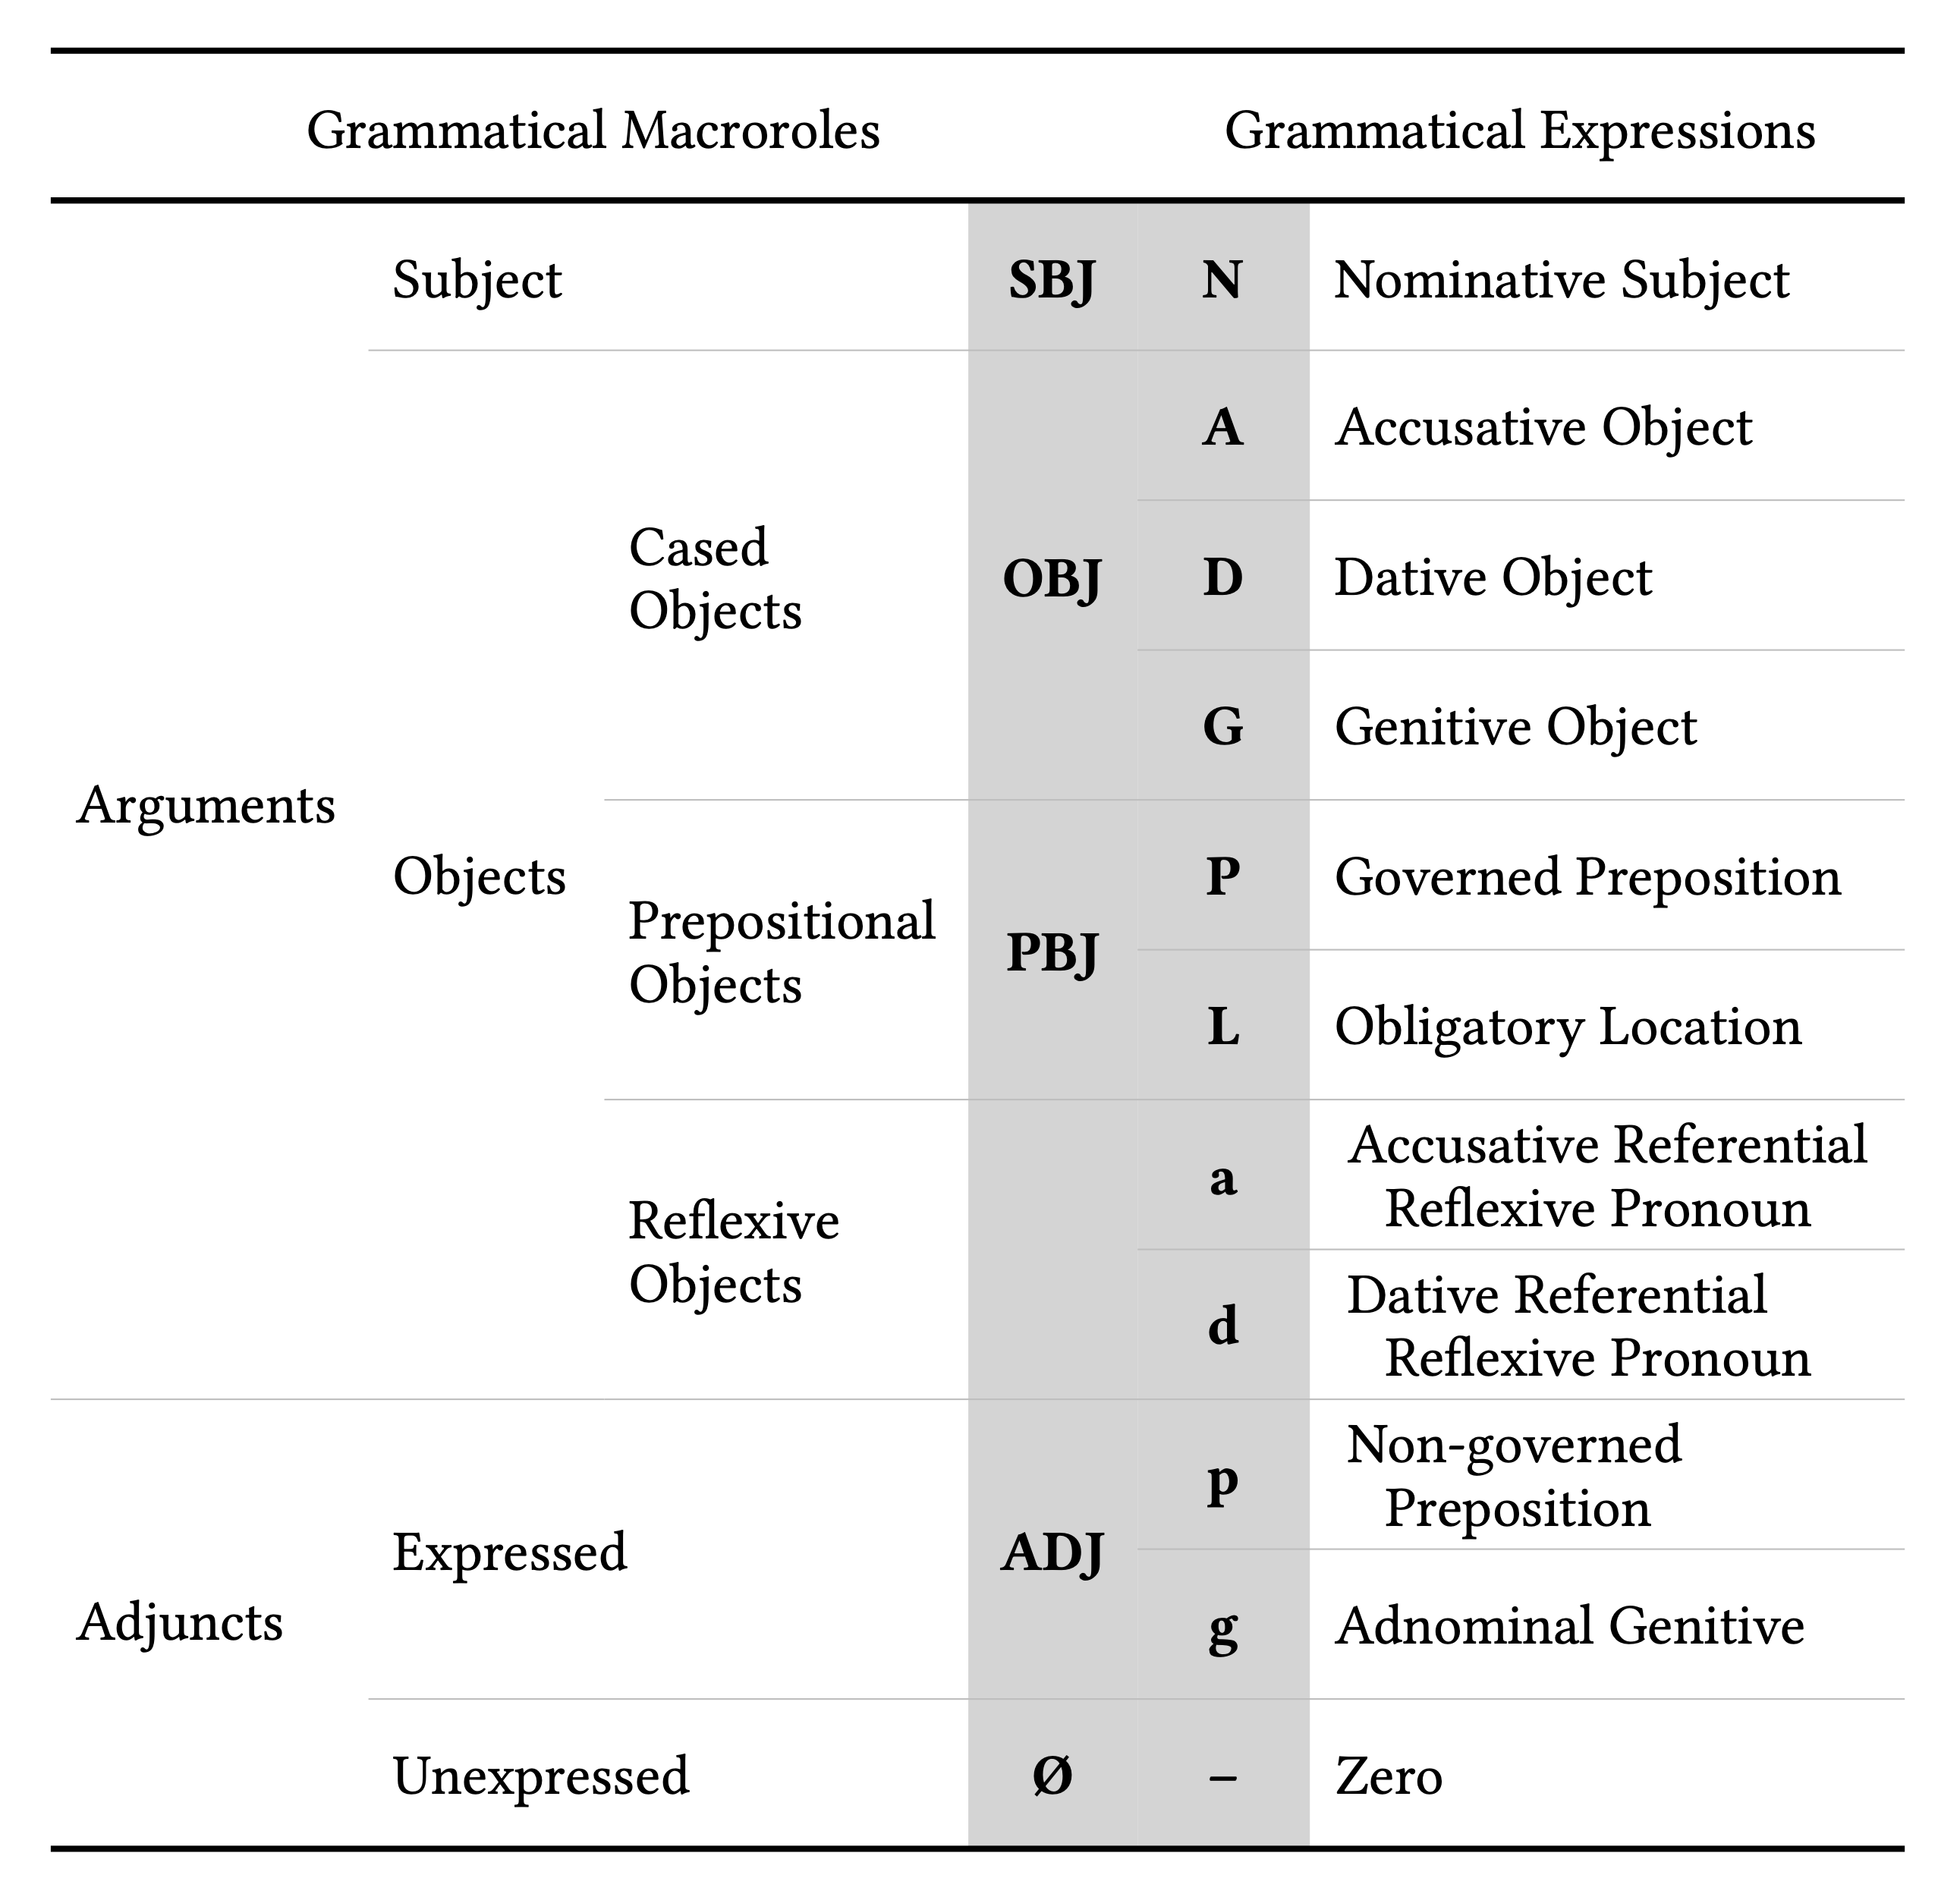 Grammatical Macroroles Grammatical Expressions
Subject SBJ N Nominative Subject
A Accusative Object
Cased
Objects
OBJ D Dative Object
G Genitive Object
Arguments
Objects
P Governed Preposition
Prepositional
Objects
PBJ
L Obligatory Location
Reflexive
Objects
a Accusative Referential
Reflexive Pronoun
d Dative Referential
Reflexive Pronoun
Adjuncts
Expressed
ADJ
p Non-governed
Preposition
g Adnominal Genitive
Unexpressed Ø – Zero